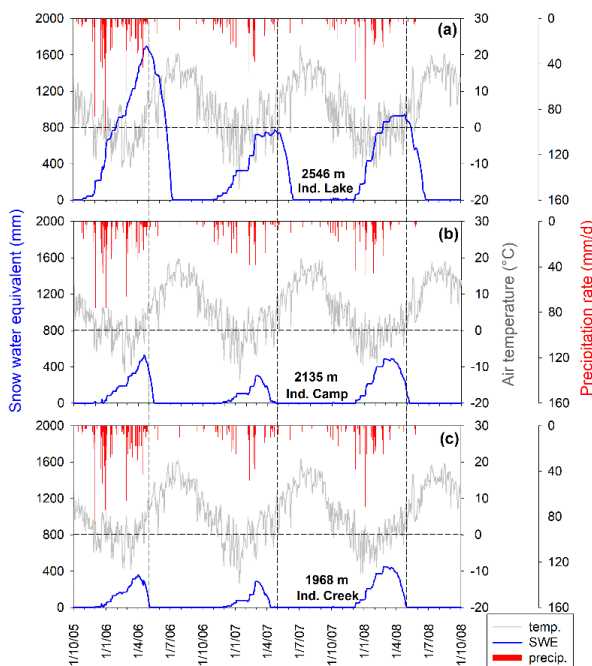 2000 30 0
(a)
1600 20 40
1200 10
800 0 80
2546 m
400 -10 120
Ind. Lake
0 -20 160
2000 30 0
(b)
1600 20 40
1200 10
800 0 80
2135 m
400 -10 120
Ind. Camp
0 -20 160
2000 30 0
(c)
1600 20 40
1200 10
800 0 80
1968 m
400 -10 120
Ind. Creek
0 -20 160
Snow water equivalent (mm)
Air temperature (°C)
Precipitation rate (mm/d)
1/10/05
1/1/06
1/4/06
1/7/06
1/10/06
1/1/07
1/4/07
1/7/07
1/10/07
1/1/08
1/4/08
1/7/08
1/10/08
temp.
SWE
precip.